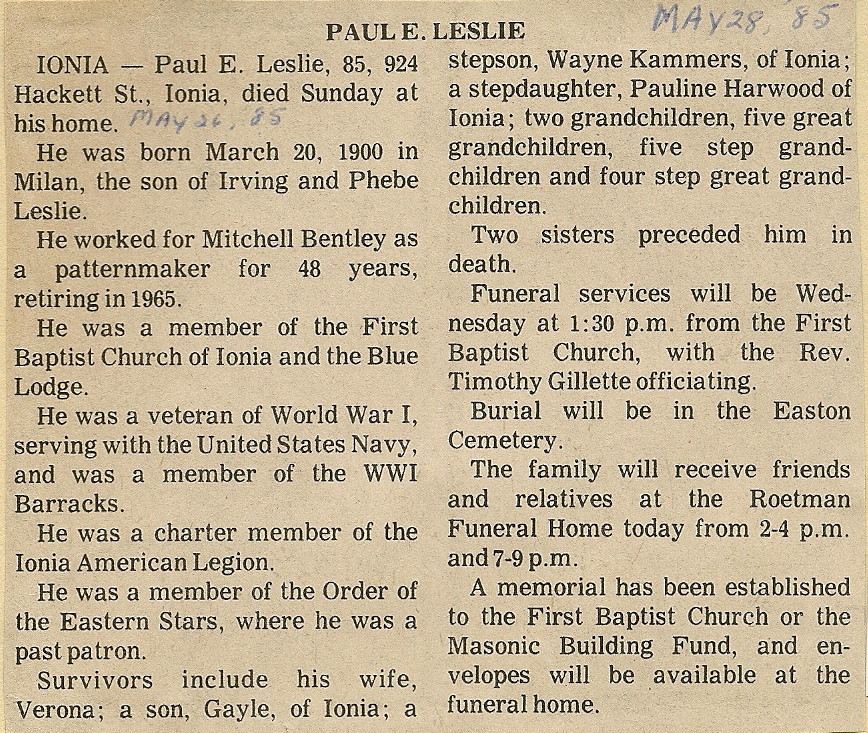 MAY 28, 85
PAUL E. LESLIE
IONIA — Paul E. Leslie, 85, 924
Hackett St., Ionia, died Sunday at
his home. MAY 26, 85
He was born March 20, 1900 in
Milan, the son of Irving and Phebe
Leslie.
He worked for Mitchell Bentley as
a patternmaker for 48 years,
retiring in 1965.
He was a member of the First
Baptist Church of Ionia and the Blue
Lodge.
He was a veteran of World War I,
serving with the United States Navy,
and was a member of the WWI
Barracks.
He was a charter member of the
Ionia American Legion.
He was a member of the Order of
the Eastern Stars, where he was a
past patron.
Survivors include his wife,
Verona; a son, Gayle, of Ionia; a
stepson, Wayne Kammers, of Ionia;
a stepdaughter, Pauline Harwood of
Ionia; two grandchildren, five great
grandchildren, five step grand-
children and four step great grand-
children.
Two sisters preceded him in
death.
Funeral services will be Wed-
nesday at 1:30 p.m. from the First
Baptist Church, with the Rev.
Timothy Gillette officiating.
Burial will be in the Easton
Cemetery.
The family will receive friends
and relatives at the Roetman
Funeral Home today from 2-4 p.m.
and 7-9 p.m.
A memorial has been established
to the First Baptist Church or the
Masonic Building Fund, and en-
velopes will be available at the
funeral home.